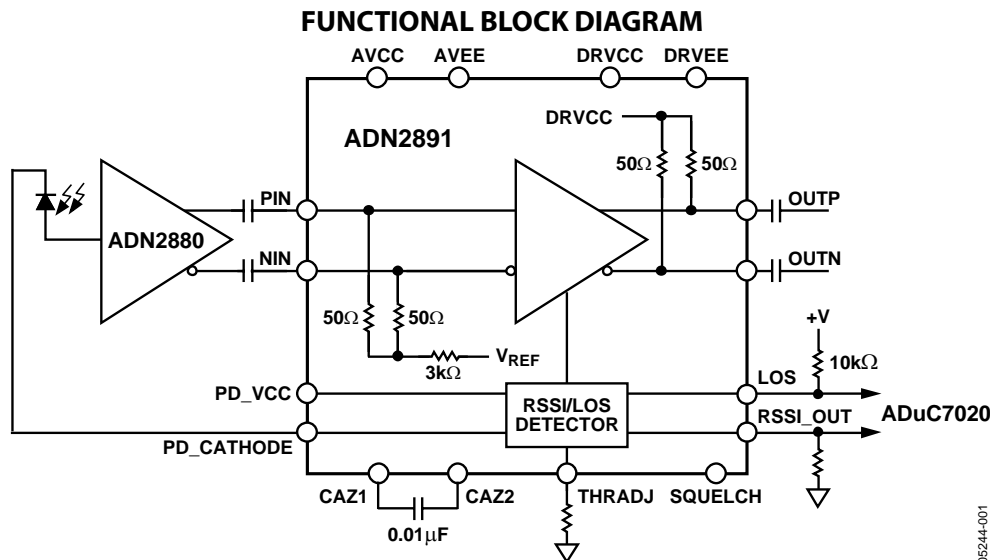 FUNCTIONAL BLOCK DIAGRAM
AVCC AVEE DRVCC DRVEE
DRVCC
ADN2891
50Ω 50Ω
PIN OUTP
ADN2880
NIN OUTN
50Ω 50Ω
+V
VREF
3kΩ
10kΩ
PD_VCC LOS
RSSI/LOS
DETECTOR
RSSI_OUT ADuC7020
PD_CATHODE
CAZ1 CAZ2 THRADJ SQUELCH
0.01µF
05244-001